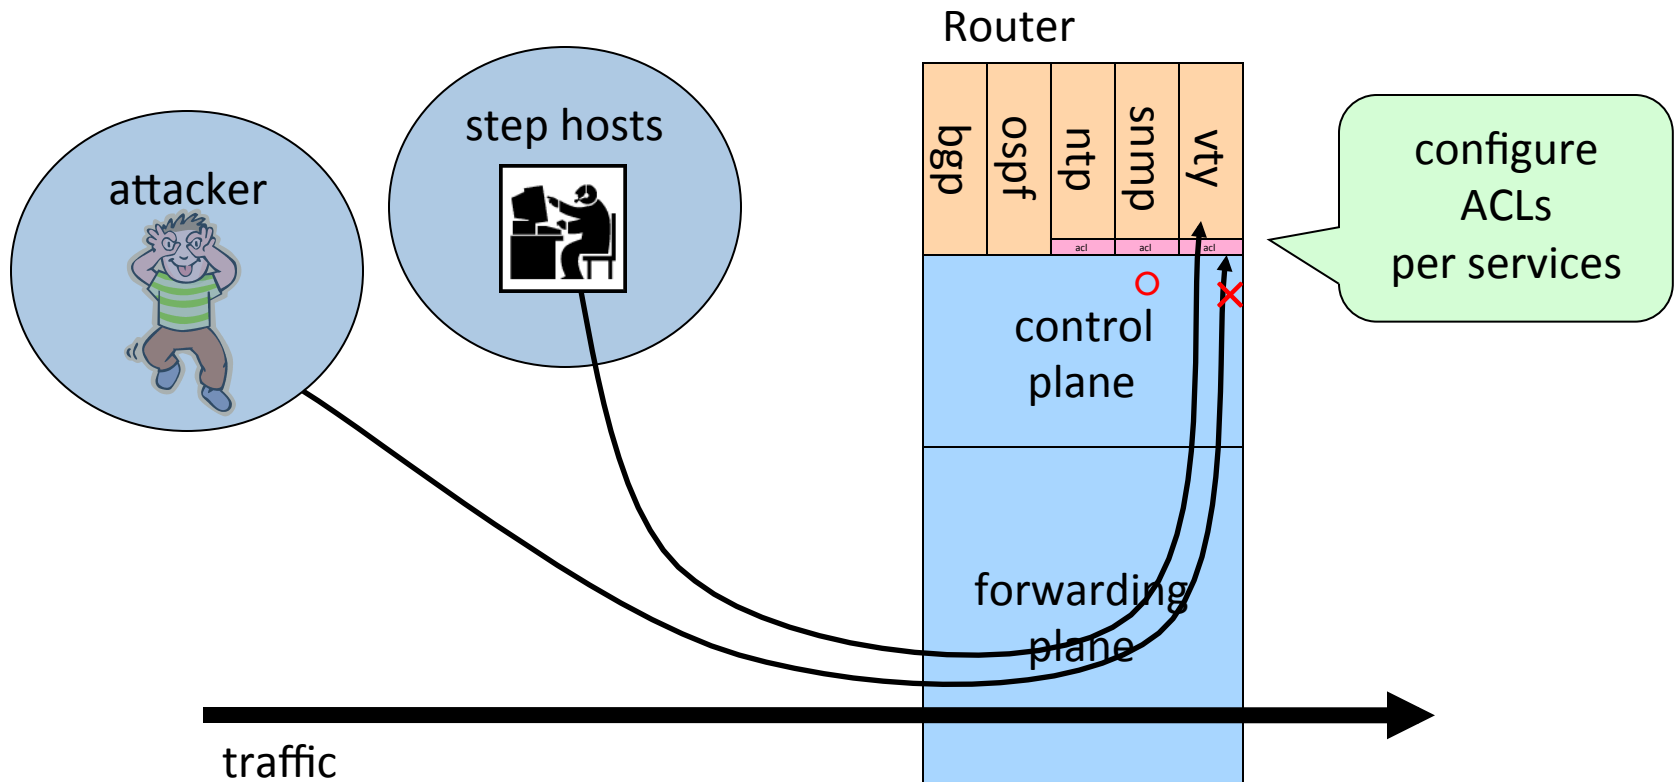 Router
step hosts
attacker
bgp
ospf
ntp
snmp
vty
acl
acl
acl
configure
ACLs
per services
control
plane
forwarding
plane
traffic